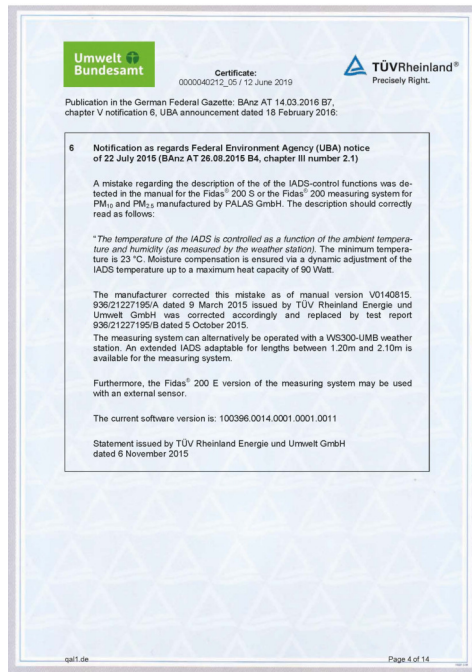 Umwelt
Bundesamt
Certificate:
0000040212_05 / 12 June 2019
TÜVRheinland®
Precisely Right.
Publication in the German Federal Gazette: BAnz AT 14.03.2016 B7,
chapter V notification 6, UBA announcement dated 18 February 2016:
6 Notification as regards Federal Environment Agency (UBA) notice
of 22 July 2015 (BAnz AT 26.08.2015 B4, chapter III number 2.1)
A mistake regarding the description of the of the IADS-control functions was de-
tected in the manual for the Fidas® 200 S or the Fidas® 200 measuring system for
PM10 and PM2.5 manufactured by PALAS GmbH. The description should correctly
read as follows:
"The temperature of the IADS is controlled as a function of the ambient tempera-
ture and humidity (as measured by the weather station). The minimum tempera-
ture is 23 °C. Moisture compensation is ensured via a dynamic adjustment of the
IADS temperature up to a maximum heat capacity of 90 Watt.
The manufacturer corrected this mistake as of manual version V0140815.
936/21227195/A dated 9 March 2015 issued by TÜV Rheinland Energie und
Umwelt GmbH was corrected accordingly and replaced by test report
936/21227195/B dated 5 October 2015.
The measuring system can alternatively be operated with a WS300-UMB weather
station. An extended IADS adaptable for lengths between 1.20m and 2.10m is
available for the measuring system.
Furthermore, the Fidas® 200 E version of the measuring system may be used
with an external sensor.
The current software version is: 100396.0014.0001.0001.0011
Statement issued by TÜV Rheinland Energie und Umwelt GmbH
dated 6 November 2015
qal1.de
Page 4 of 14